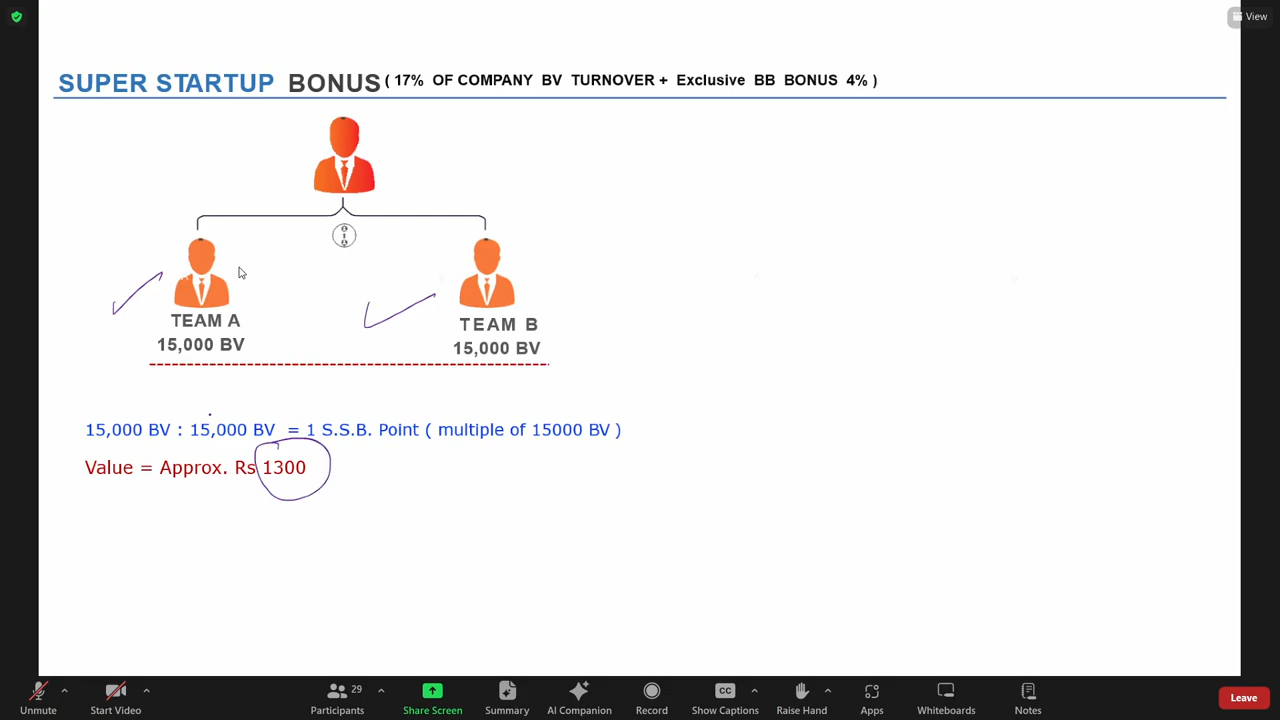 View
SUPER STARTUP BONUS ( 17% OF COMPANY BV TURNOVER + Exclusive BB BONUS 4% )
TEAM A
15,000 BV
TEAM B
15,000 BV
15,000 BV : 15,000 BV = 1 S.S.B. Point ( multiple of 15000 BV )
Value = Approx. Rs 1300
Unmute
Start Video
29
Participants
Share Screen
Summary
AI Companion
Record
CC
Show Captions
Raise Hand
Apps
Whiteboards
Notes
Leave